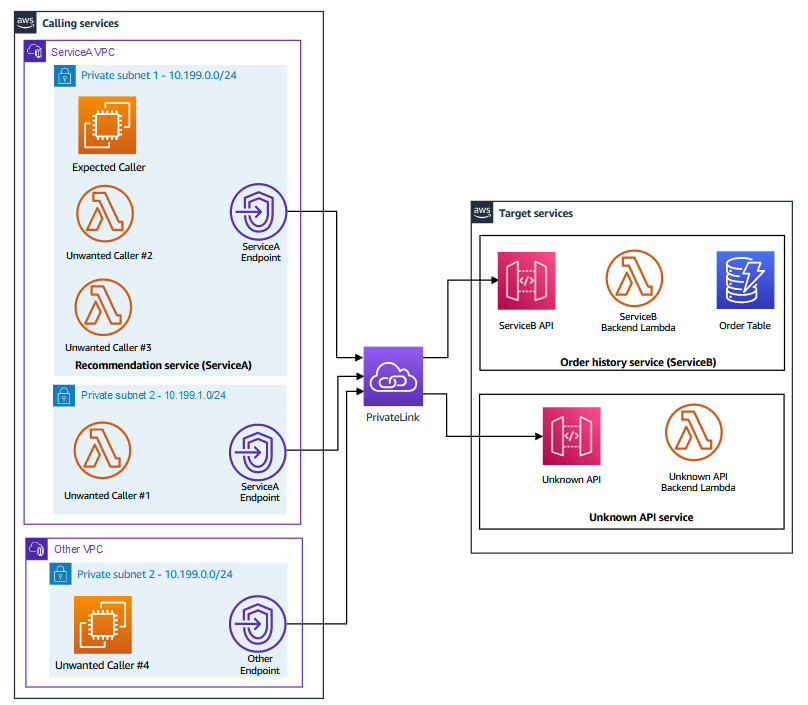 aws
Calling services
ServiceA VPC
Private subnet 1 - 10.199.0.0/24
Expected Caller
Unwanted Caller #2
ServiceA
Endpoint
Unwanted Caller #3
Recommendation service (ServiceA)
Private subnet 2 - 10.199.1.0/24
Unwanted Caller #1
ServiceA
Endpoint
Other VPC
Private subnet 2 - 10.199.0.0/24
Unwanted Caller #4
Other
Endpoint
PrivateLink
aws
Target services
ServiceB API
ServiceB
Backend Lambda
Order Table
Order history service (ServiceB)
Unknown API
Unknown API
Backend Lambda
Unknown API service